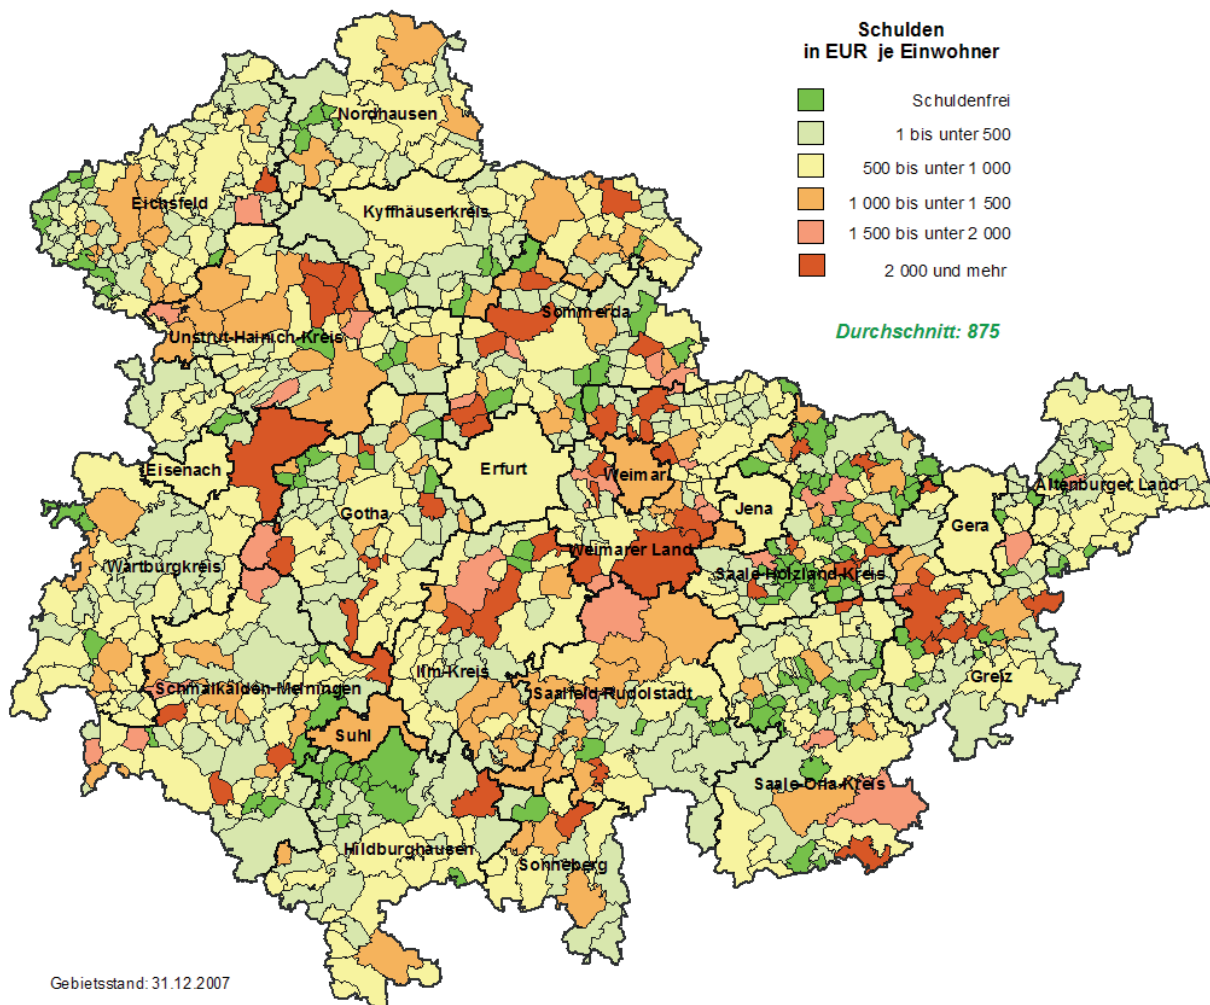 Schulden
in EUR je Einwohner
Schuldenfrei
1 bis unter 500
500 bis unter 1 000
1 000 bis unter 1 500
1 500 bis unter 2 000
2 000 und mehr
Durchschnitt: 875
Nordhausen
Eichsfeld
Kyffhäuserkreis
Sömmerda
Unstrut-Hainich-Kreis
Eisenach
Erfurt
Weimar
Altenburger Land
Gotha
Jena
Gera
Weimarer Land
Wartburgkreis
Saale-Holzland-Kreis
Ilm-Kreis
Greiz
Schmalkalden-Meiningen
Saalfeld-Rudolstadt
Suhl
Saale-Orla-Kreis
Hildburghausen
Sonneberg
Gebietsstand: 31.12.2007